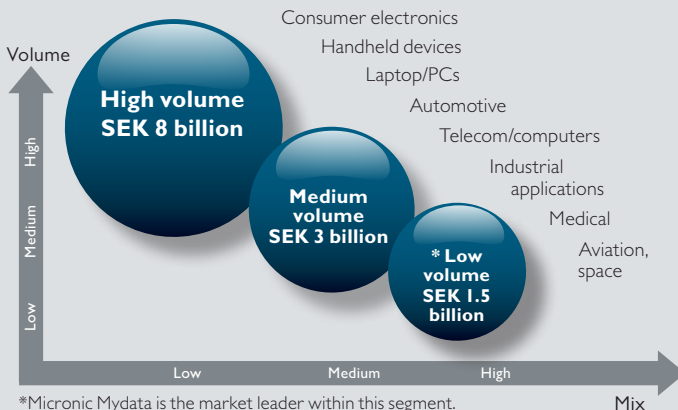 Consumer electronics
Handheld devices
Laptop/PCs
Automotive
Telecom/computers
Industrial
applications
Medical
Aviation,
space
Volume
High
Medium
Low
High volume
SEK 8 billion
Medium
volume
SEK 3 billion
* Low
volume
SEK 1.5
billion
Low
Medium
High
Mix
*Micronic Mydata is the market leader within this segment.